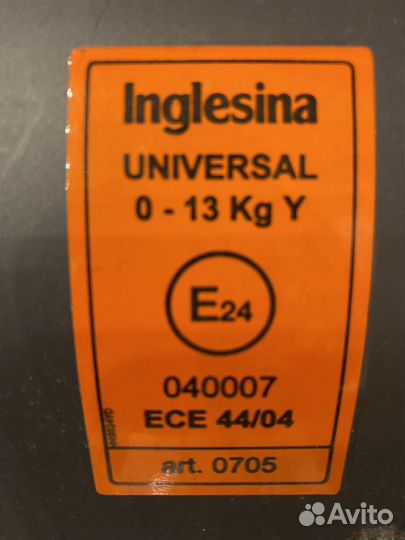 Inglesina
UNIVERSAL
0 - 13 Kg Y
E24
040007
ECE 44/04
art. 0705
Avito